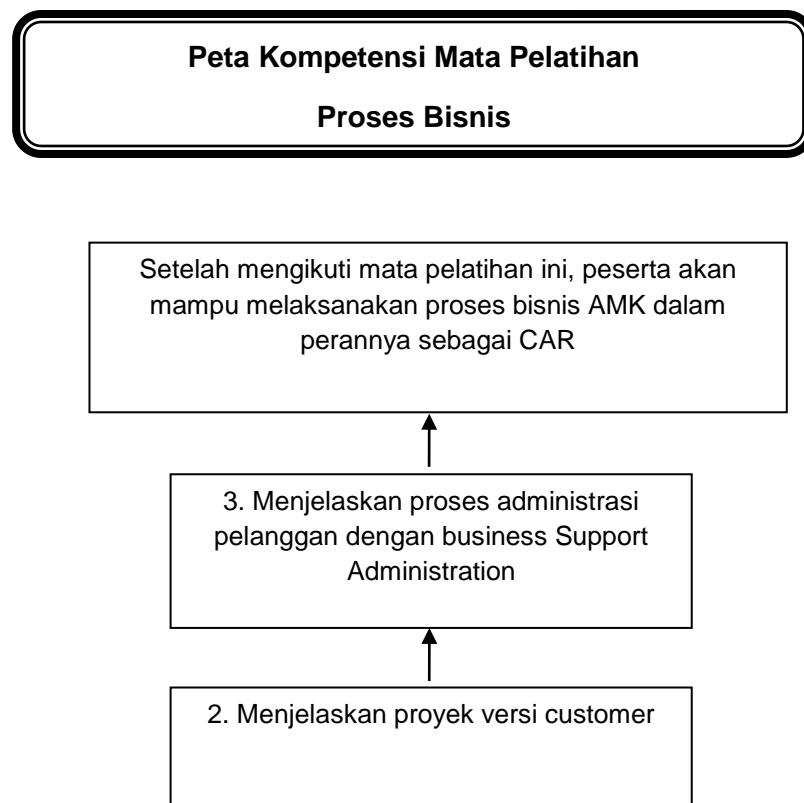 Peta Kompetensi Mata Pelatihan
Proses Bisnis
Setelah mengikuti mata pelatihan ini, peserta akan
mampu melaksanakan proses bisnis AMK dalam
perannya sebagai CAR
3. Menjelaskan proses administrasi
pelanggan dengan business Support
Administration
2. Menjelaskan proyek versi customer